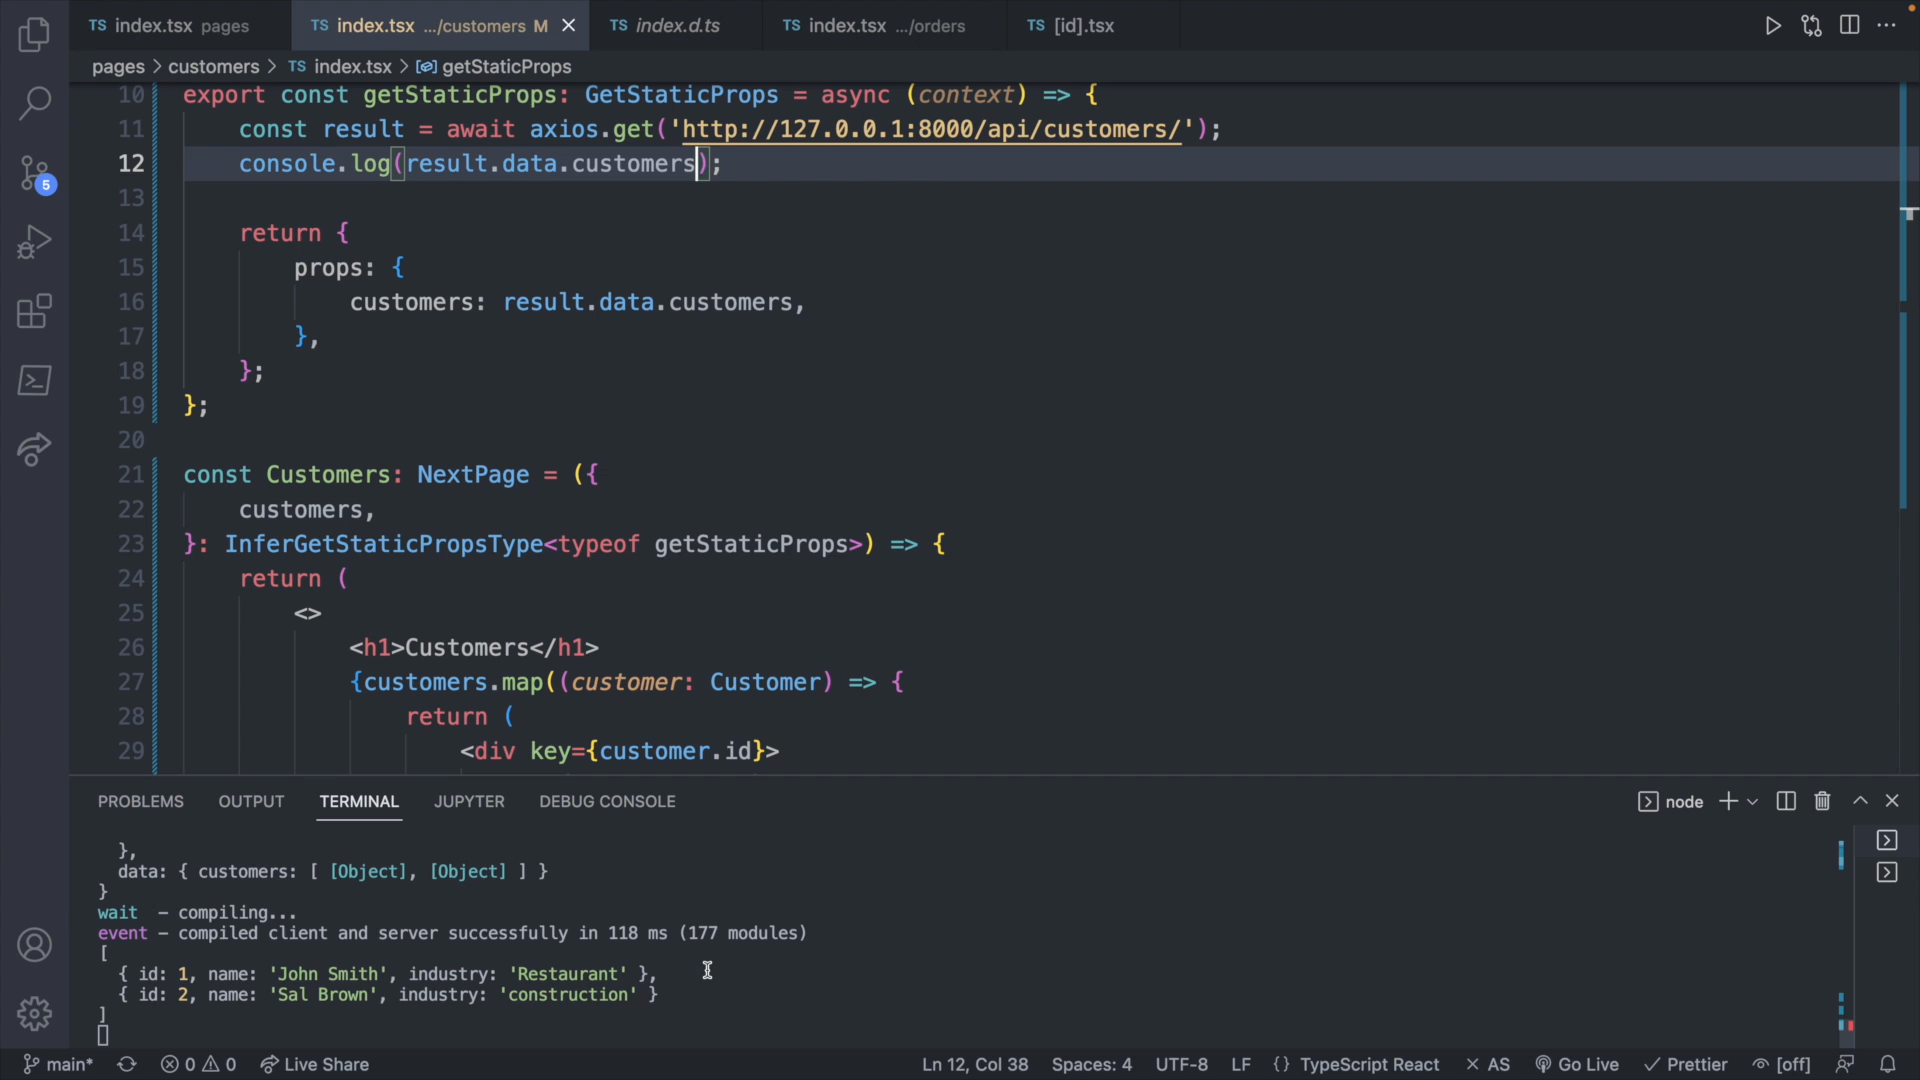 TS index.tsx pages TS index.tsx .../customers M TS index.d.ts TS index.tsx .../orders TS [id].tsx
pages > customers > TS index.tsx > getStaticProps
10 export const getStaticProps: GetStaticProps = async (context) => {
11 const result = await axios.get('http://127.0.0.1:8000/api/customers/');
12 console.log(result.data.customers);
13
14 return {
15 props: {
16 customers: result.data.customers,
17 },
18 };
19 };
20
21 const Customers: NextPage = ({
22 customers,
23 }: InferGetStaticPropsType<typeof getStaticProps>) => {
24 return (
25 <>
26 <h1>Customers</h1>
27 {customers.map((customer: Customer) => {
28 return (
29 <div key={customer.id}>
5
PROBLEMS OUTPUT TERMINAL JUPYTER DEBUG CONSOLE node
},
data: { customers: [ [Object], [Object] ] }
}
wait - compiling...
event - compiled client and server successfully in 118 ms (177 modules)
[
{ id: 1, name: 'John Smith', industry: 'Restaurant' },
{ id: 2, name: 'Sal Brown', industry: 'construction' }
]
main* 0 0 Live Share Ln 12, Col 38 Spaces: 4 UTF-8 LF {} TypeScript React AS Go Live Prettier [off]